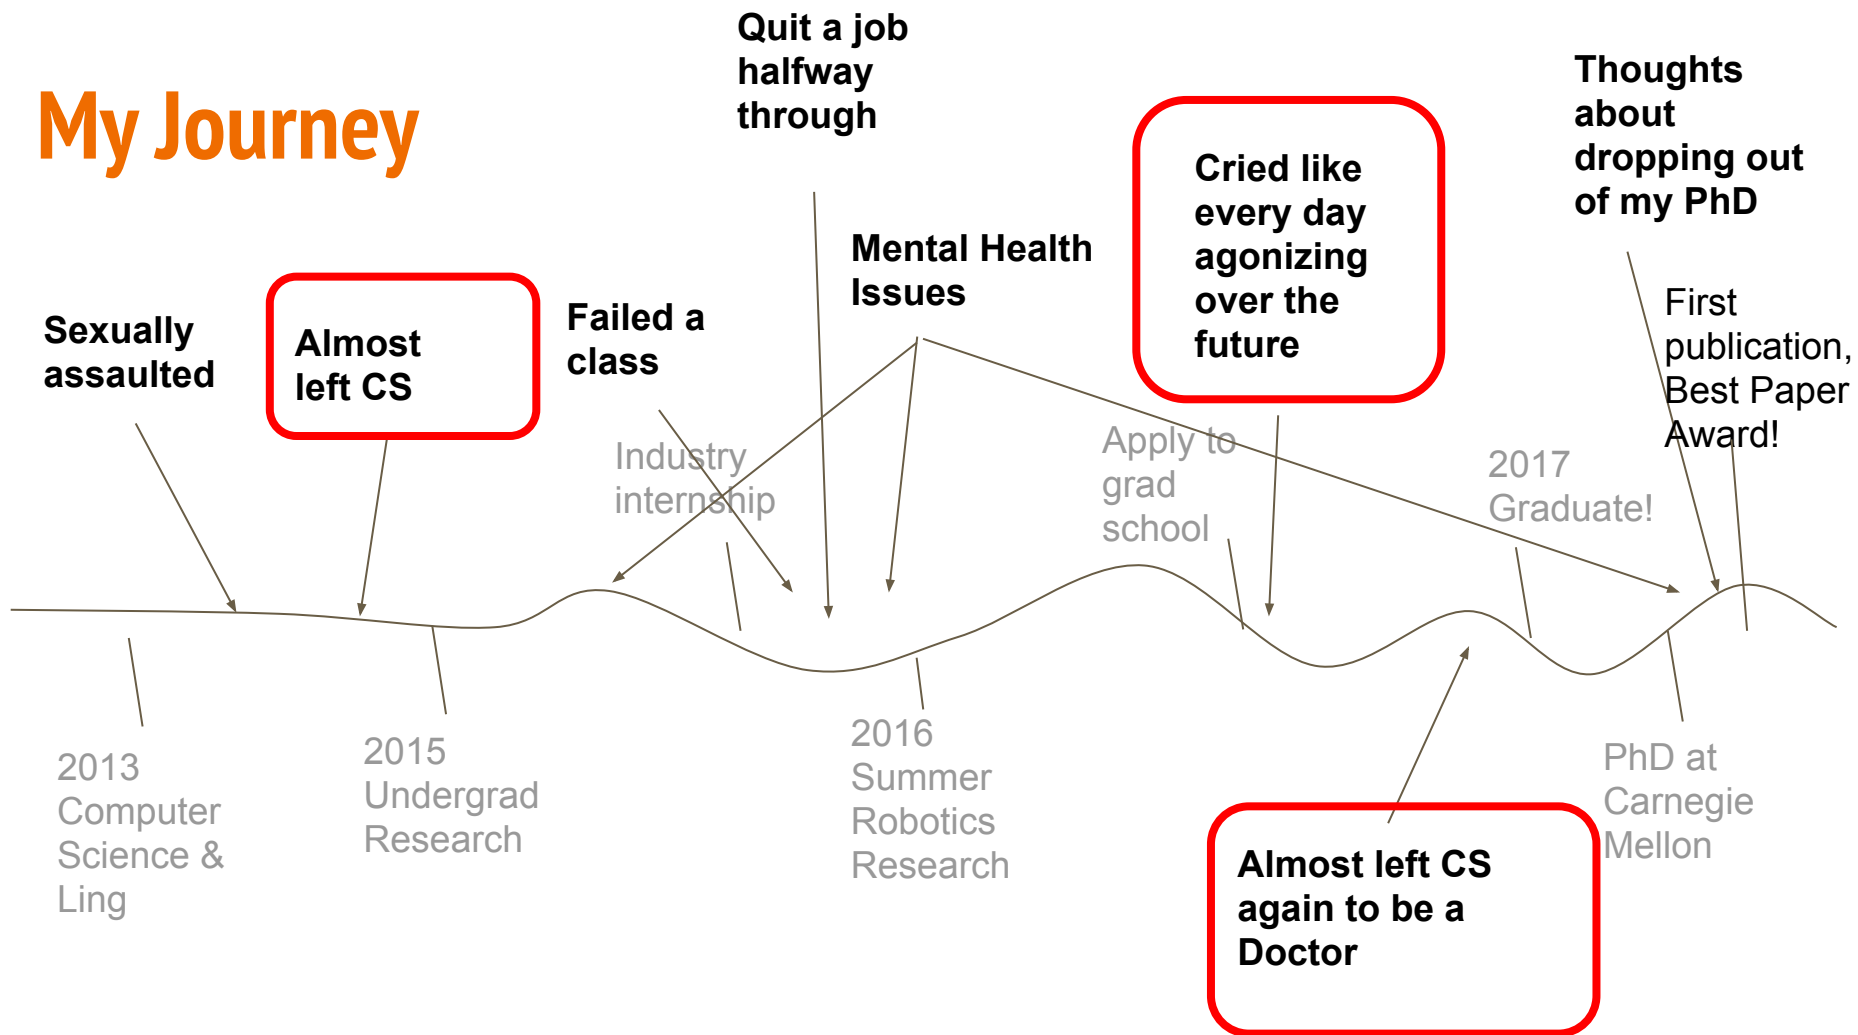 My Journey
Quit a job
halfway
through
Thoughts
about
dropping out
of my PhD
Cried like
every day
agonizing
over the
future
Mental Health
Issues
Sexually
assaulted
Almost
left CS
Failed a
class
First
publication,
Best Paper
Award!
Industry
internship
Apply to
grad
school
2017
Graduate!
2013
Computer
Science &
Ling
2015
Undergrad
Research
2016
Summer
Robotics
Research
PhD at
Carnegie
Mellon
Almost left CS
again to be a
Doctor